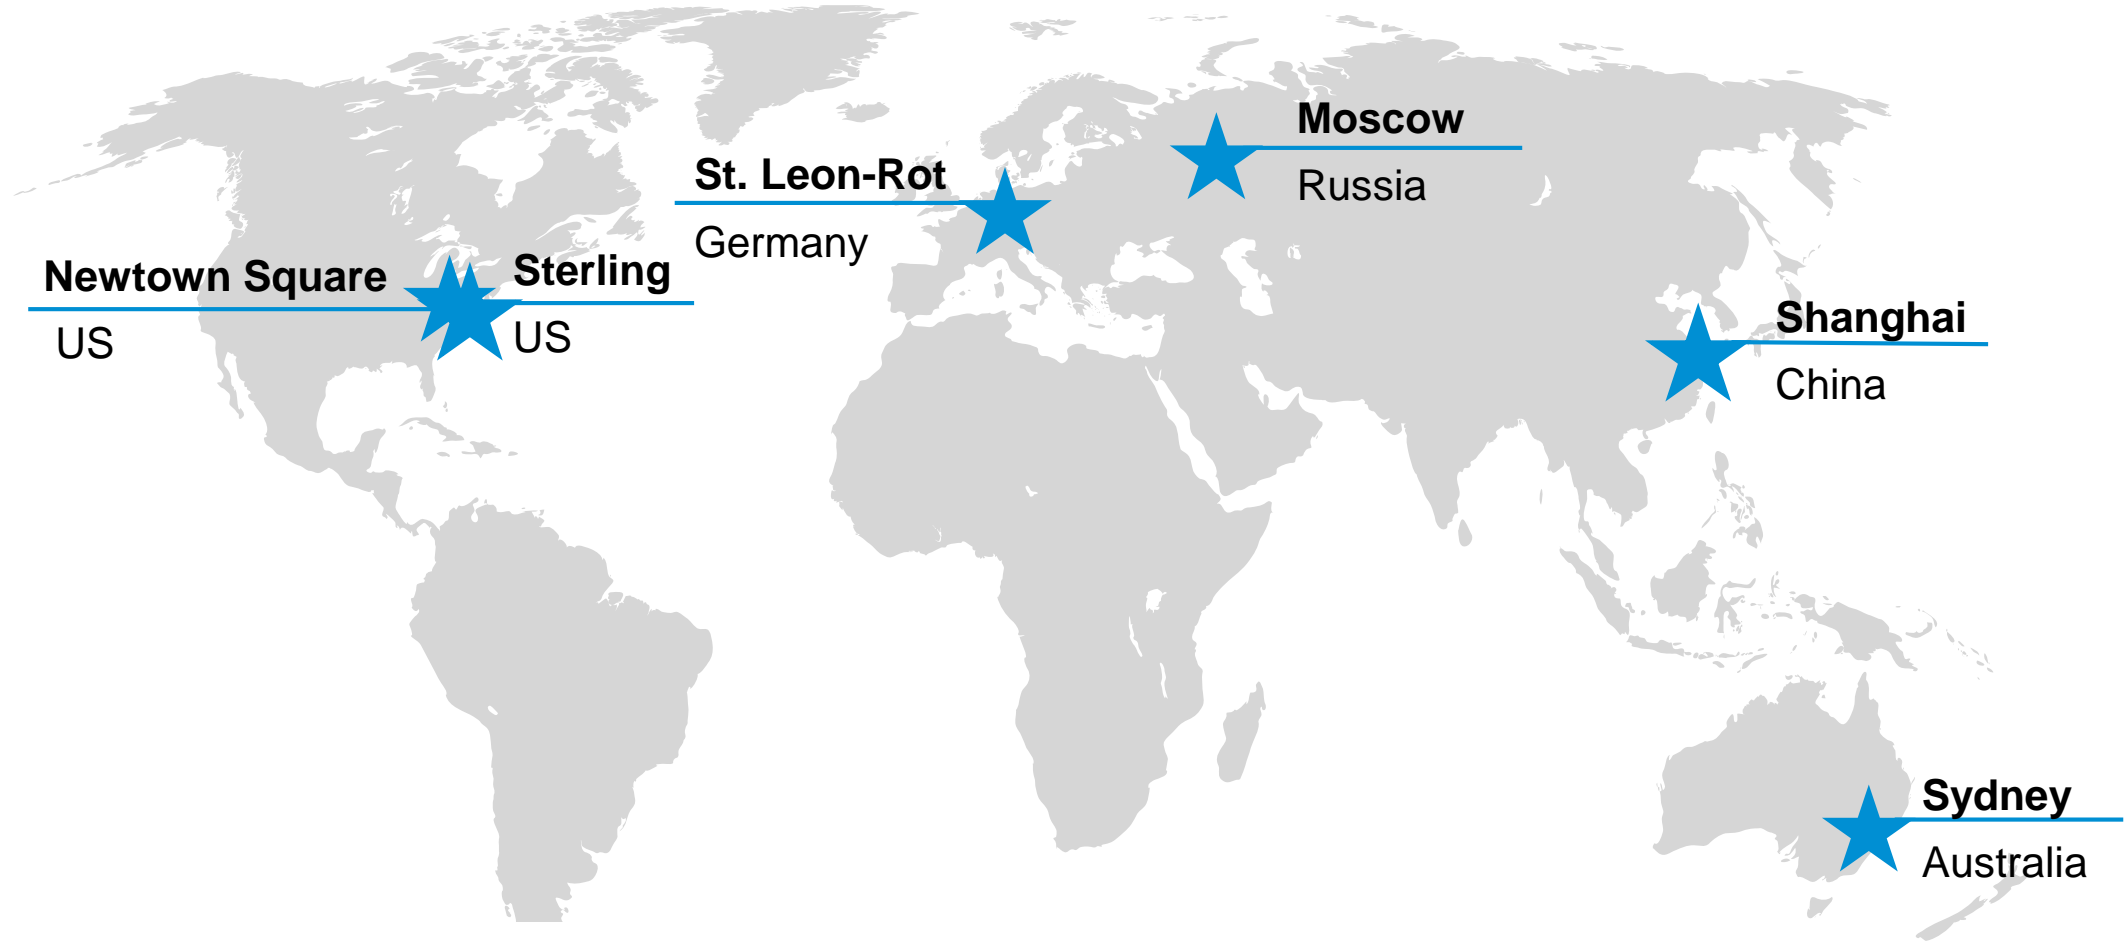 Moscow
Russia
St. Leon-Rot
Germany
Newtown Square
US
Sterling
US
Shanghai
China
Sydney
Australia